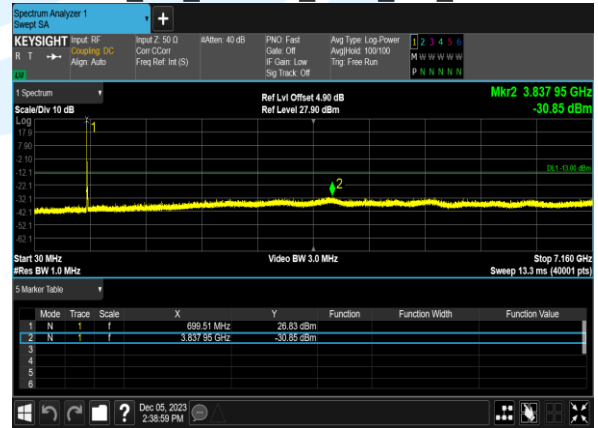 Spectrum Analyzer 1
Swept SA
+
KEYSIGHT Input: RF Input Z: 50 Ω #Atten: 40 dB PNO: Fast Avg Type: Log-Power 1 2 3 4 5 6
R T Coupling: DC Corr CCorr Gate: Off Avg|Hold: 100/100 M W W W W W
Align: Auto Freq Ref: Int (S) IF Gain: Low Trig: Free Run
LVI Sig Track: Off P N N N N N
1 Spectrum Ref Lvl Offset 4.90 dB Mkr2 3.837 95 GHz
Scale/Div 10 dB Ref Level 27.90 dBm -30.85 dBm
Log
1
17.9
7.90
-2.10
-12.1 DL1 -13.00 dBm
-22.1 2
-32.1
-42.1
-52.1
-62.1
Start 30 MHz Video BW 3.0 MHz Stop 7.160 GHz
#Res BW 1.0 MHz Sweep 13.3 ms (40001 pts)
5 Marker Table
Mode Trace Scale X Y Function Function Width Function Value
1 N 1 f 699.51 MHz 26.83 dBm
2 N 1 f 3.837 95 GHz -30.85 dBm
3
4
5
6
? Dec 05, 2023
2:38:59 PM